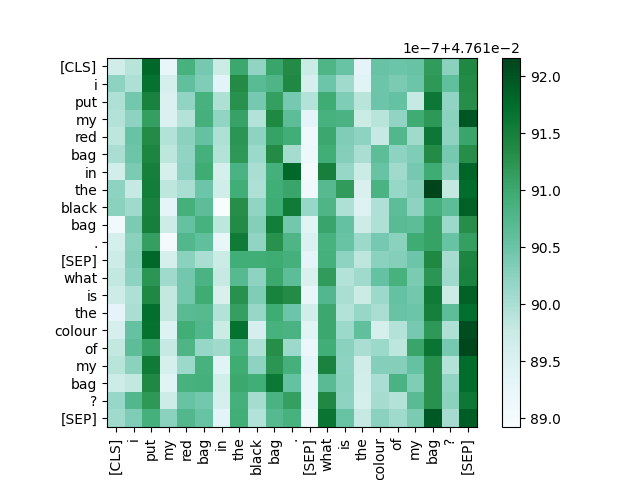 1e-7+4.761e-2
[CLS]
i
put
my
red
bag
in
the
black
bag
.
[SEP]
what
is
the
colour
of
my
bag
?
[SEP]
92.0
91.5
91.0
90.5
90.0
89.5
89.0
[CLS]
i
put
my
red
bag
in
the
black
bag
.
[SEP]
what
is
the
colour
of
my
bag
?
[SEP]